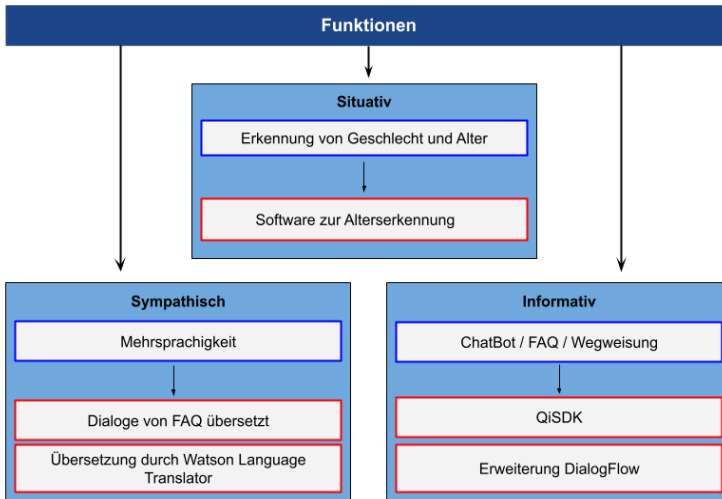 Funktionen
Situativ
Erkennung von Geschlecht und Alter
Software zur Alterserkennung
Sympathisch
Mehrsprachigkeit
Dialoge von FAQ übersetzt
Übersetzung durch Watson Language
Translator
Informativ
ChatBot / FAQ / Wegweisung
QiSDK
Erweiterung DialogFlow